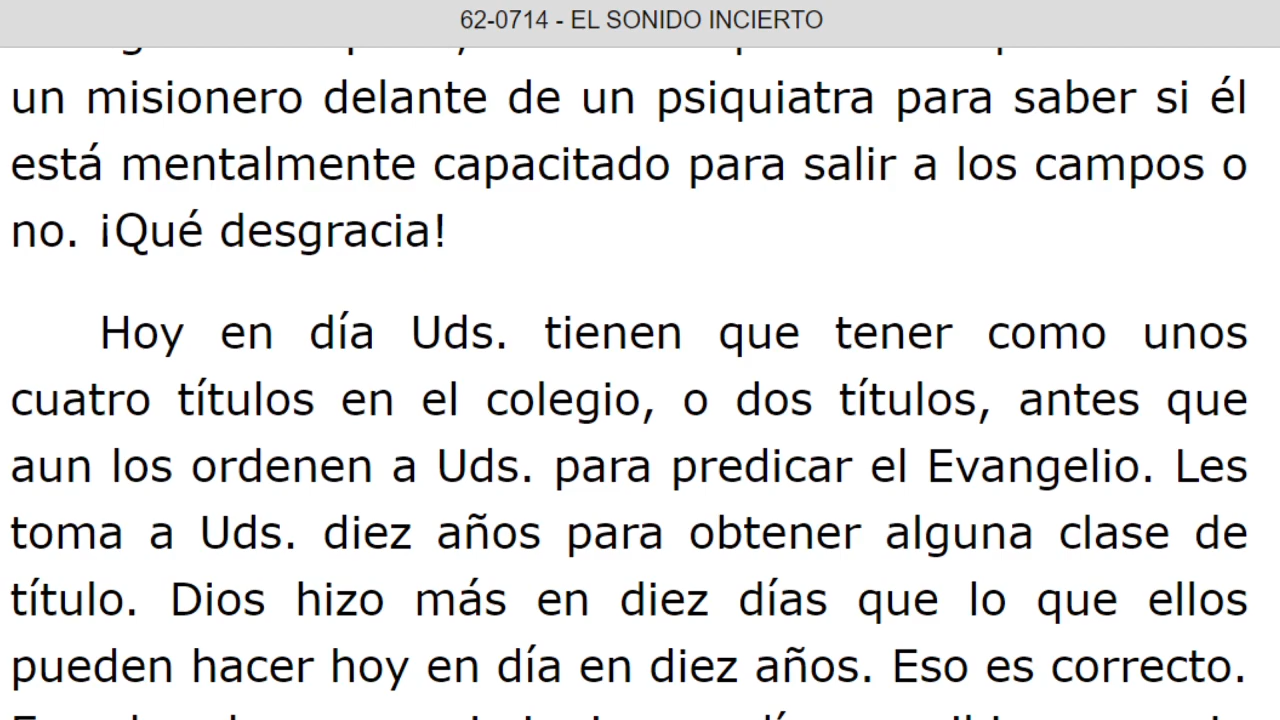 62-0714 - EL SONIDO INCIERTO
un misionero delante de un psiquiatra para saber si él
está mentalmente capacitado para salir a los campos o
no. ¡Qué desgracia!
Hoy en día Uds. tienen que tener como unos
cuatro títulos en el colegio, o dos títulos, antes que
aun los ordenen a Uds. para predicar el Evangelio. Les
toma a Uds. diez años para obtener alguna clase de
título. Dios hizo más en diez días que lo que ellos
pueden hacer hoy en día en diez años. Eso es correcto.